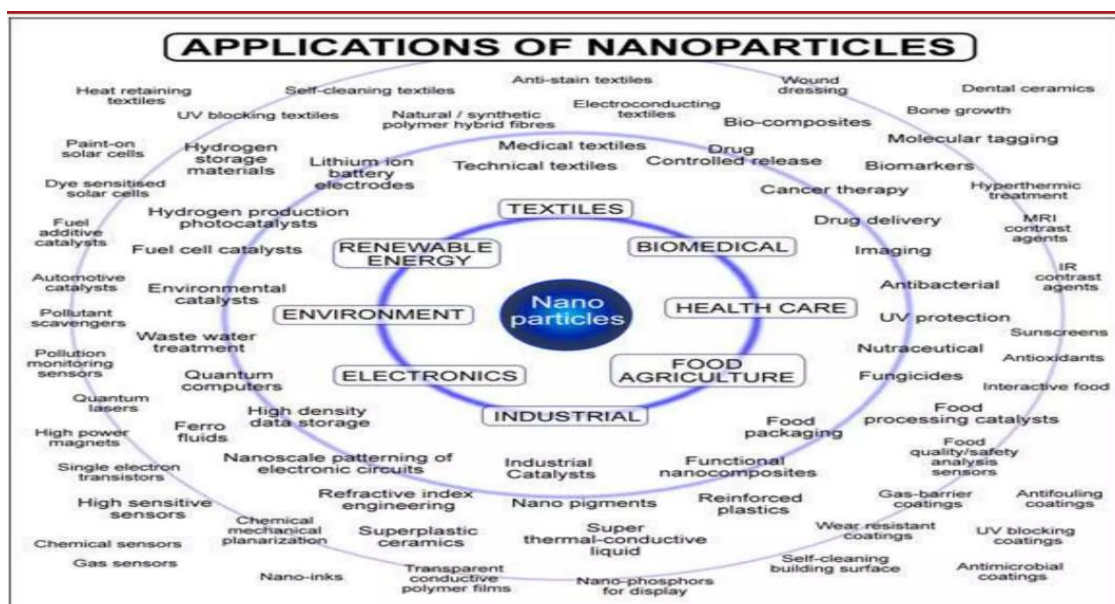 APPLICATIONS OF NANOPARTICLES
Anti-stain textiles
Wound
dressing
Heat retaining
textiles
Self-cleaning textiles
Dental ceramics
UV blocking textiles
Natural / synthetic
polymer hybrid fibres
Electroconducting
textiles
Bio-composites
Bone growth
Paint-on
solar cells
Hydrogen
storage
materials
Lithium ion
battery
electrodes
Medical textiles
Technical textiles
Drug
Controlled release
Molecular tagging
Biomarkers
Dye sensitised
solar cells
Cancer therapy
Hyperthermic
treatment
Hydrogen production
photocatalysts
TEXTILES
Drug delivery
MRI
contrast
agents
Fuel
additive
catalysts
Fuel cell catalysts
RENEWABLE
ENERGY
BIOMEDICAL
Imaging
IR
contrast
agents
Automotive
catalysts
Environmental
catalysts
Antibacterial
Pollutant
scavengers
ENVIRONMENT
Nano
particles
HEALTH CARE
UV protection
Sunscreens
Waste water
treatment
Nutraceutical
Antioxidants
Pollution
monitoring
sensors
Quantum
computers
ELECTRONICS
FOOD
AGRICULTURE
Fungicides
Interactive food
Quantum
lasers
INDUSTRIAL
High density
data storage
Food
packaging
Food
processing catalysts
High power
magnets
Ferro
fluids
Food
quality/safety
analysis
sensors
Single electron
transistors
Nanoscale patterning of
electronic circuits
Industrial
Catalysts
Functional
nanocomposites
High sensitive
sensors
Refractive index
engineering
Nano pigments
Reinforced
plastics
Gas-barrier
coatings
Antifouling
coatings
Chemical sensors
Chemical
mechanical
planarization
Superplastic
ceramics
Super
thermal-conductive
liquid
Wear resistant
coatings
UV blocking
coatings
Gas sensors
Nano-inks
Transparent
conductive
polymer films
Nano-phosphors
for display
Self-cleaning
building surface
Antimicrobial
coatings